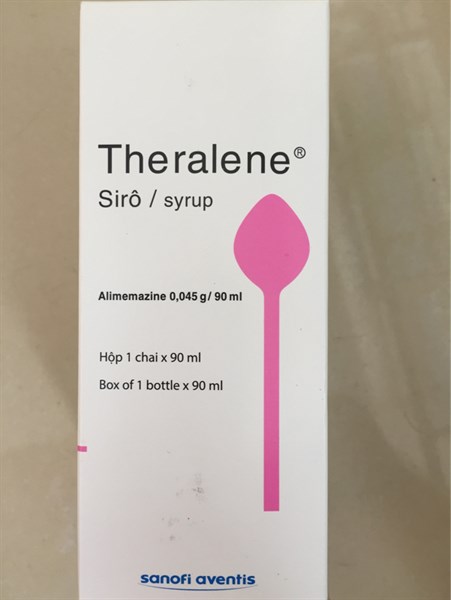 Theralene®
Sirô / syrup
Alimemazine 0,045 g/ 90 ml
Hộp 1 chai x 90 ml
Box of 1 bottle x 90 ml
sanofi aventis